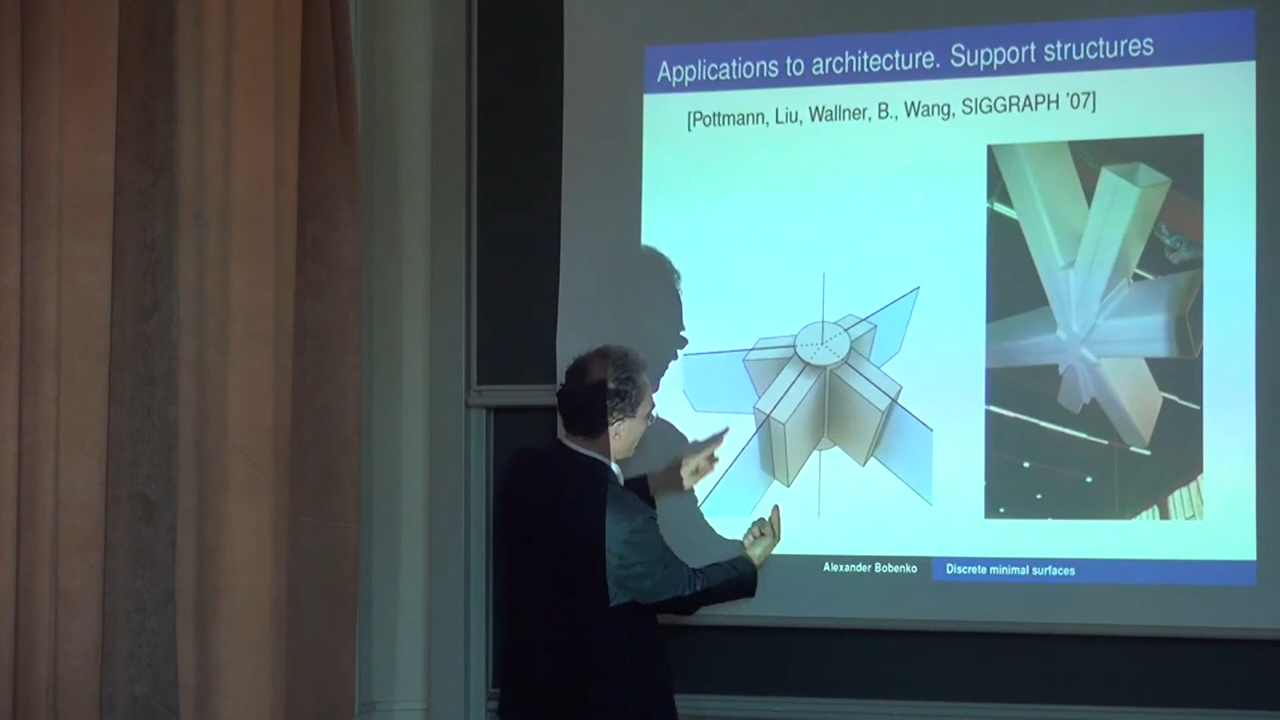 Applications to architecture. Support structures
[Pottmann, Liu, Wallner, B., Wang, SIGGRAPH '07]
Alexander Bobenko
Discrete minimal surfaces